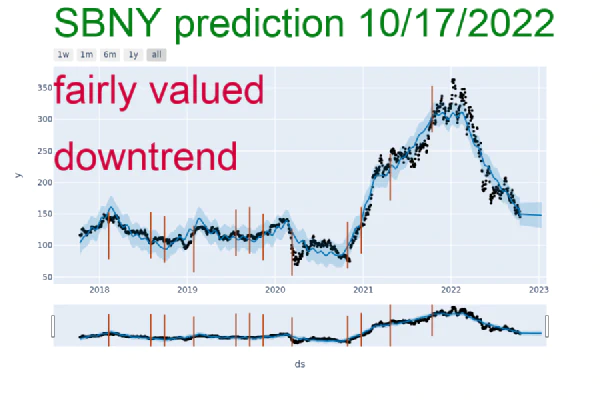 SBNY prediction 10/17/2022
1w 1m 6m 1y all
fairly valued
downtrend
350
300
250
200
150
100
50
y
2018 2019 2020 2021 2022 2023
ds